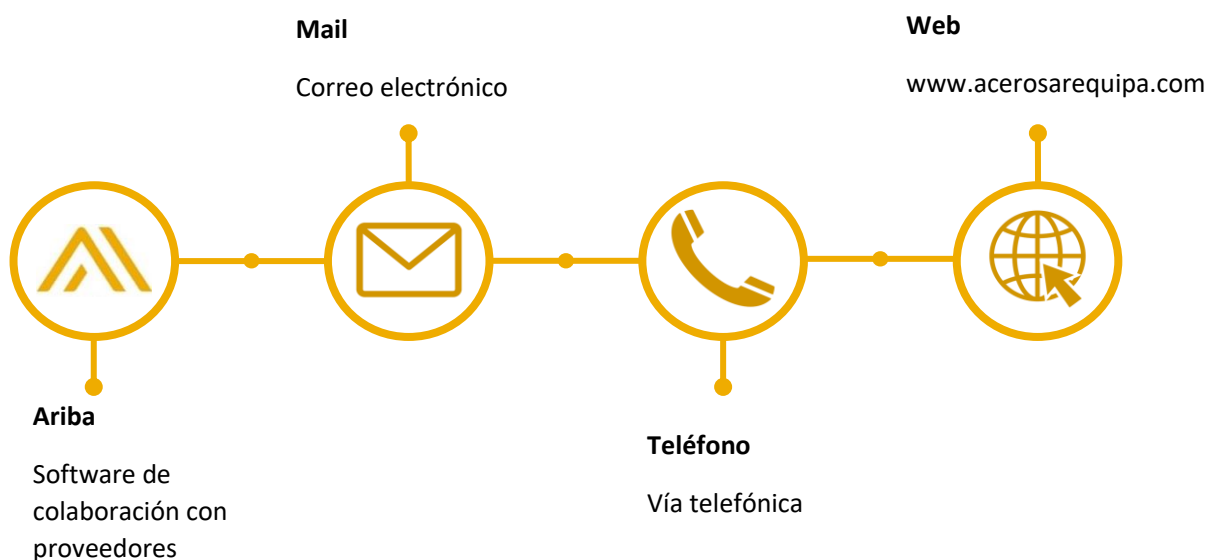 Mail
Correo electrónico
Web
www.acerosarequipa.com
Ariba
Software de
colaboración con
proveedores
Teléfono
Vía telefónica